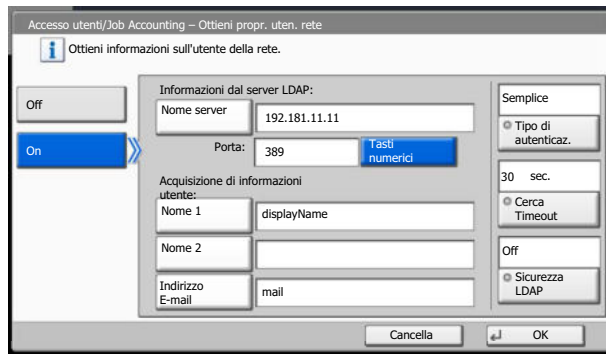 Accesso utenti/Job Accounting – Ottieni propr. uten. rete
Ottieni informazioni sull'utente della rete.
Off
On
Informazioni dal server LDAP:
Nome server
192.181.11.11
Porta:
389
Tasti
numerici
Acquisizione di informazioni
utente:
Nome 1
displayName
Nome 2
Indirizzo
E-mail
mail
Semplice
Tipo di
autenticaz.
30 sec.
Cerca
Timeout
Off
Sicurezza
LDAP
Cancella
OK